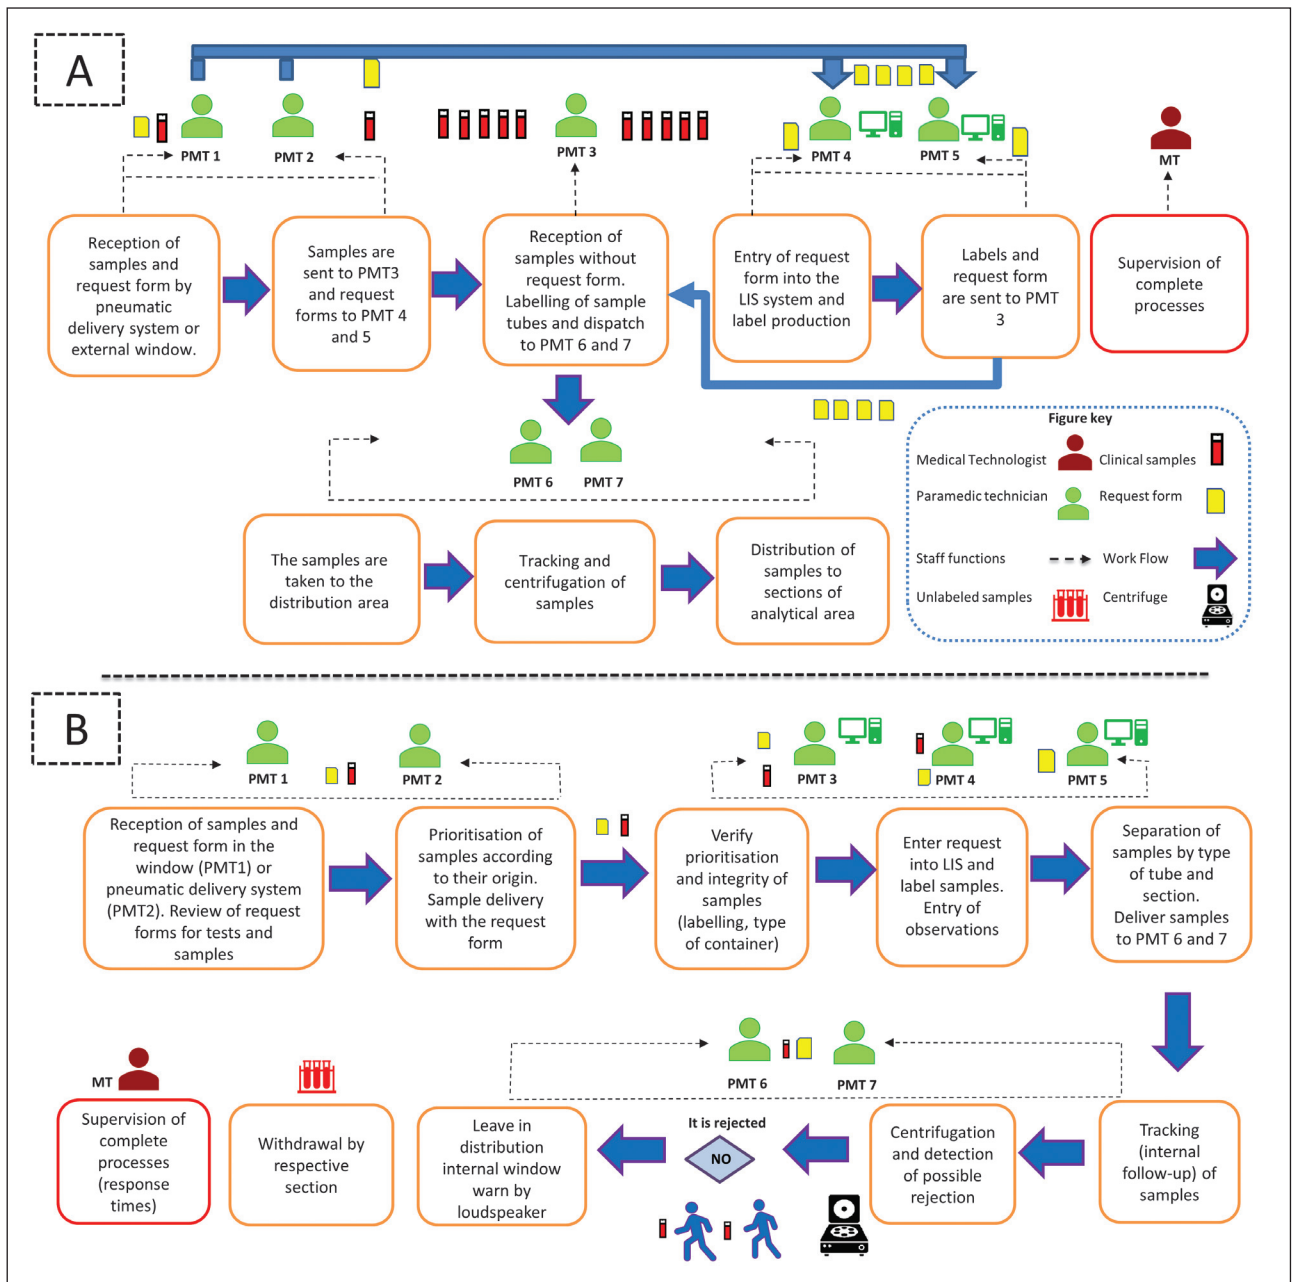 A
PMT 1
PMT 2
PMT 3
PMT 4
PMT 5
MT
Reception of
samples and
request form by
pneumatic
delivery system or
external window.
Samples are
sent to PMT3
and request
forms to PMT 4
and 5
Reception of
samples without
request form.
Labelling of sample
tubes and dispatch
to PMT 6 and 7
Entry of request
form into the
LIS system and
label production
Labels and
request form
are sent to PMT
3
Supervision of
complete
processes
PMT 6
PMT 7
The samples are
taken to the
distribution area
Tracking and
centrifugation of
samples
Distribution of
samples to
sections of
analytical area
Figure key
Medical Technologist
Clinical samples
Paramedic technician
Request form
Staff functions
Work Flow
Unlabeled samples
Centrifuge
B
PMT 1
PMT 2
PMT 3
PMT 4
PMT 5
Reception of samples and
request form in the
window (PMT1) or
pneumatic delivery system
(PMT2). Review of request
forms for tests and
samples
Prioritisation of
samples according
to their origin.
Sample delivery
with the request
form
Verify
prioritisation
and integrity of
samples
(labelling, type
of container)
Enter request
into LIS and
label samples.
Entry of
observations
Separation of
samples by type
of tube and
section.
Deliver samples
to PMT 6 and 7
PMT 6
PMT 7
MT
Supervision of
complete
processes
(response
times)
Withdrawal by
respective
section
Leave in
distribution
internal window
warn by
loudspeaker
It is rejected
NO
Centrifugation
and detection
of possible
rejection
Tracking
(internal
follow-up) of
samples